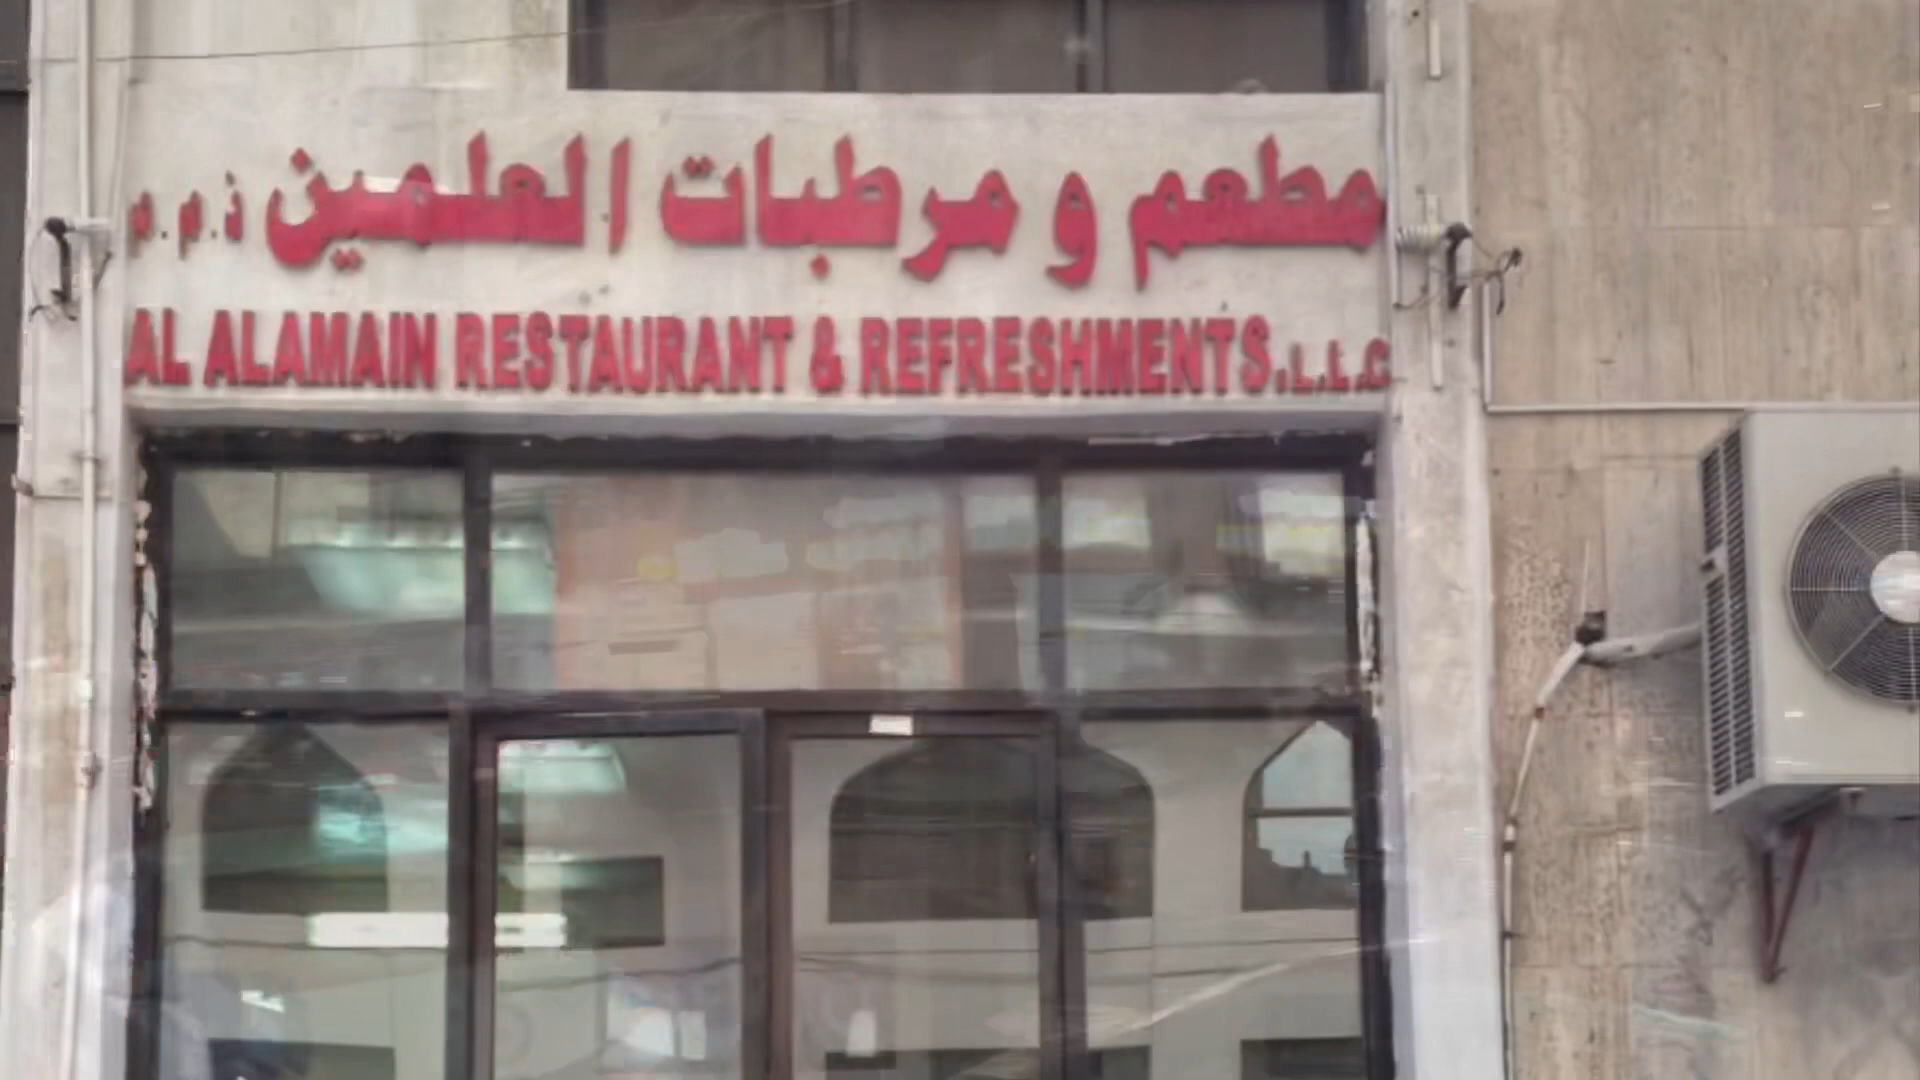 مطعم و مرطبات العلمين ذ.م.م
AL ALAMAIN RESTAURANT & REFRESHMENTS.L.L.C